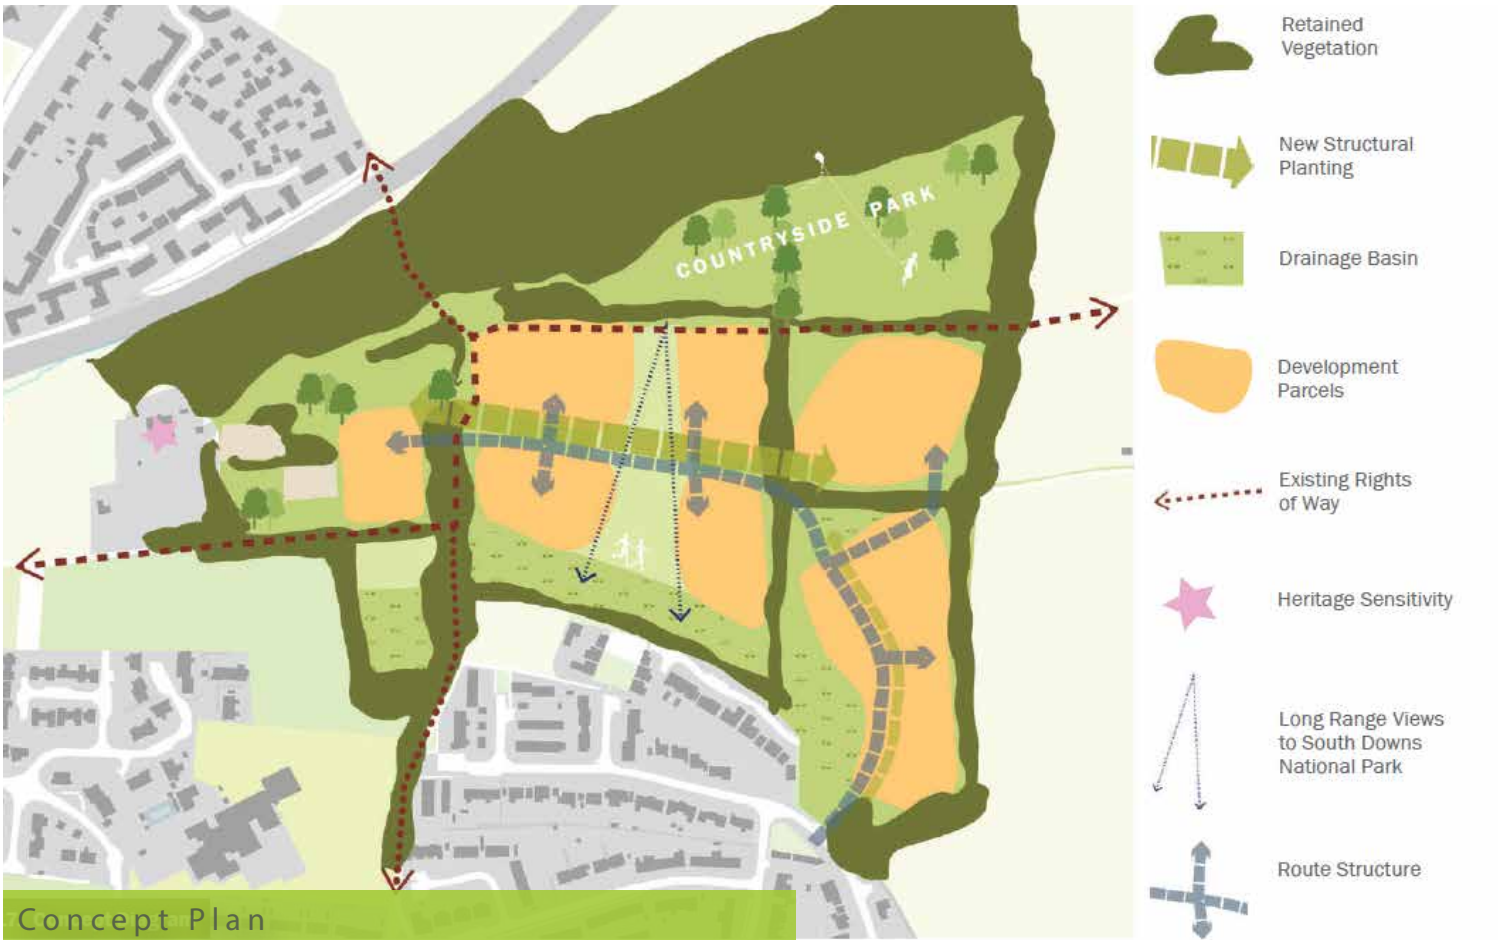 COUNTRYSIDE PARK
Retained
Vegetation
New Structural
Planting
Drainage Basin
Development
Parcels
Existing Rights
of Way
Heritage Sensitivity
Long Range Views
to South Downs
National Park
Route Structure
Concept Plan